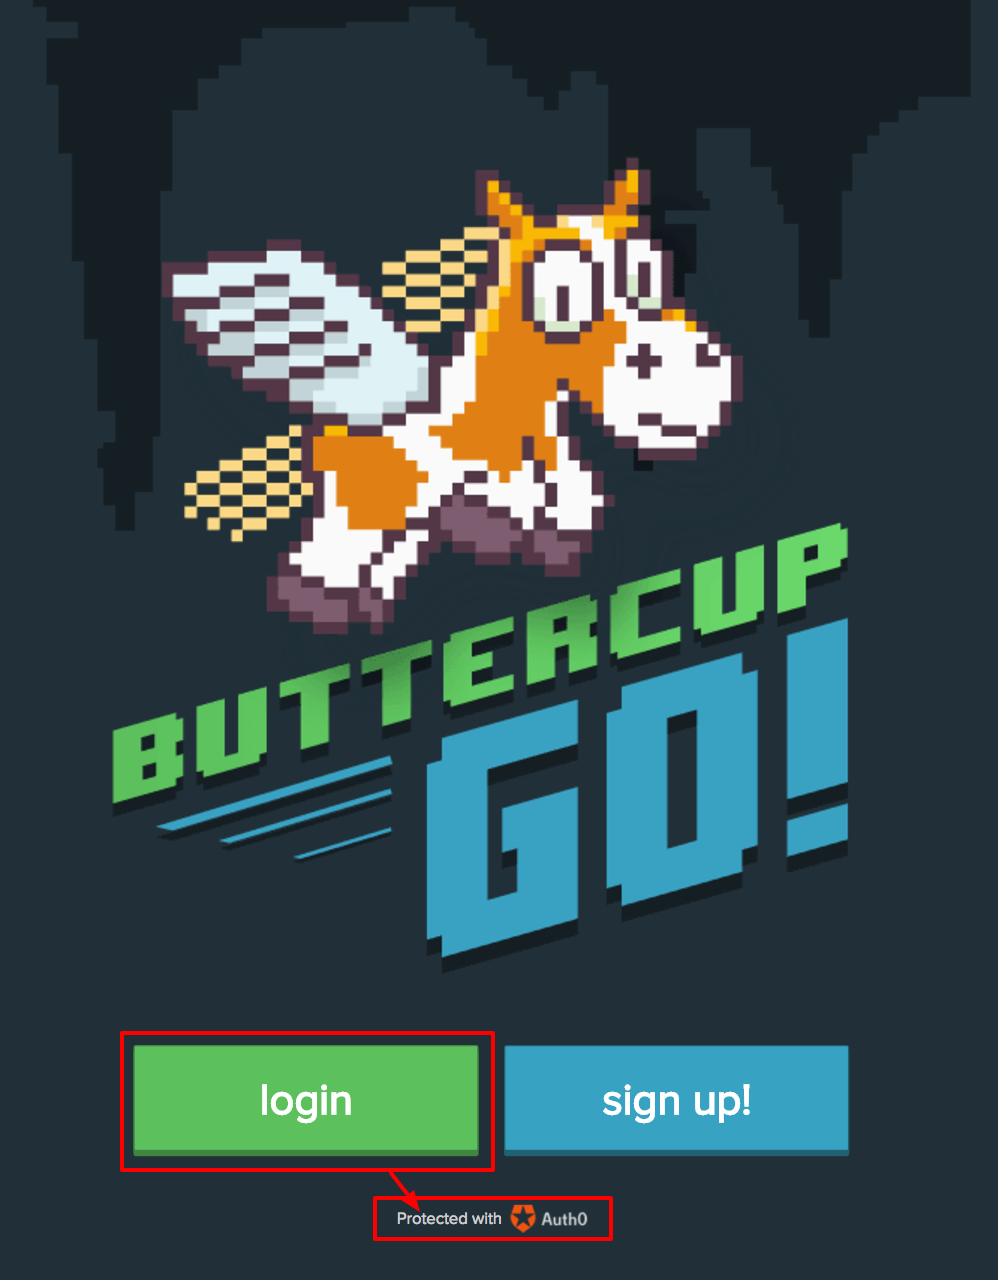 BUTTERCUP
GO!
login
sign up!
Protected with Auth0